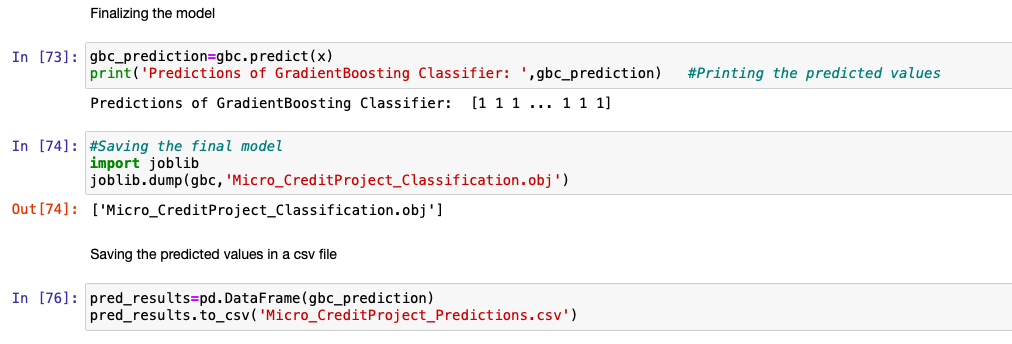 Finalizing the model
In [73]: gbc_prediction=gbc.predict(x)
print('Predictions of GradientBoosting Classifier: ',gbc_prediction)   #Printing the predicted values
Predictions of GradientBoosting Classifier:  [1 1 1 ... 1 1 1]
In [74]: #Saving the final model
import joblib
joblib.dump(gbc,'Micro_CreditProject_Classification.obj')
Out[74]: ['Micro_CreditProject_Classification.obj']
Saving the predicted values in a csv file
In [76]: pred_results=pd.DataFrame(gbc_prediction)
pred_results.to_csv('Micro_CreditProject_Predictions.csv')